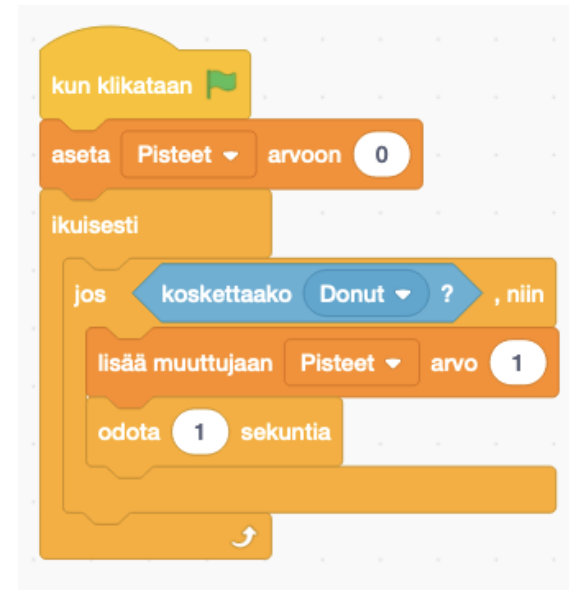 kun klikataan
aseta Pisteet arvoon 0
ikuisesti
jos koskettaako Donut ? , niin
lisää muuttujaan Pisteet arvo 1
odota 1 sekuntia